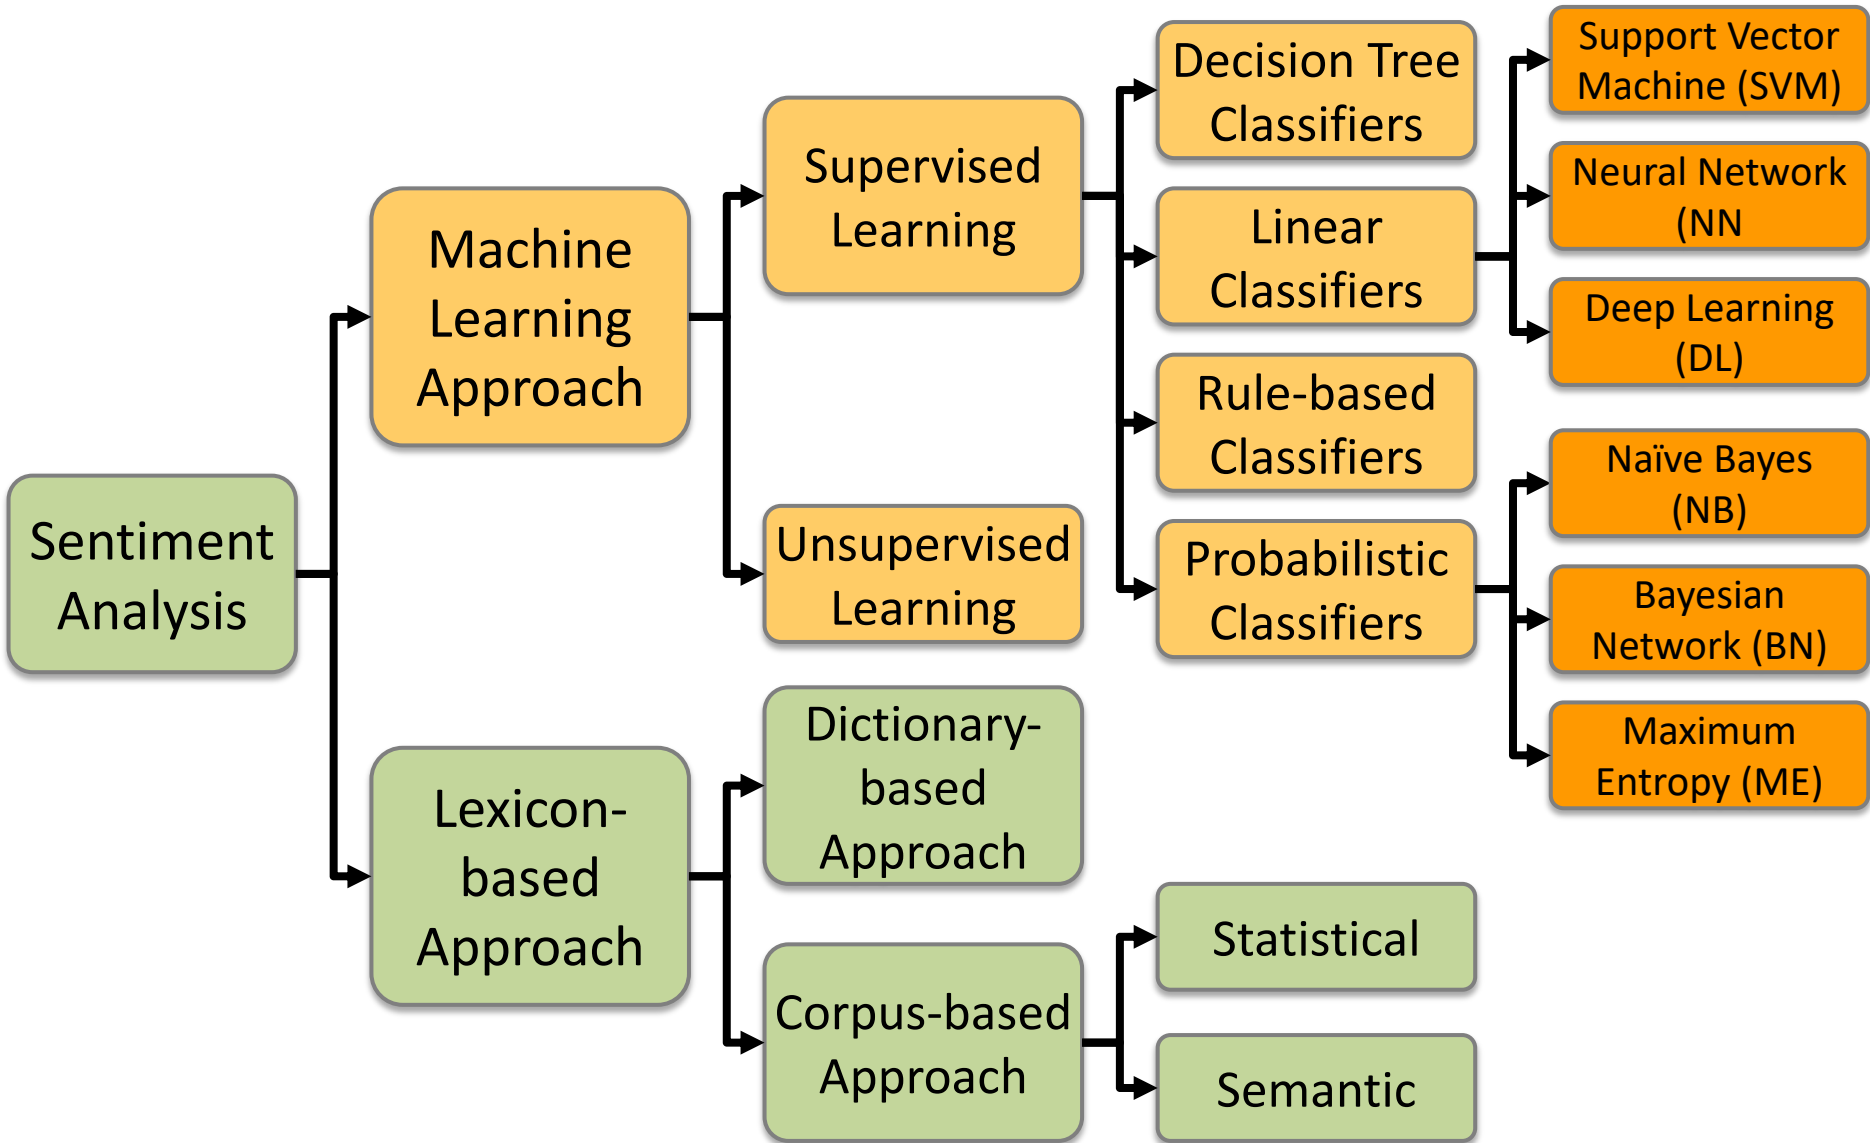 Sentiment
Analysis
Machine
Learning
Approach
Lexicon-
based
Approach
Supervised
Learning
Unsupervised
Learning
Dictionary-
based
Approach
Corpus-based
Approach
Decision Tree
Classifiers
Linear
Classifiers
Rule-based
Classifiers
Probabilistic
Classifiers
Statistical
Semantic
Support Vector
Machine (SVM)
Neural Network
(NN
Deep Learning
(DL)
Naïve Bayes
(NB)
Bayesian
Network (BN)
Maximum
Entropy (ME)